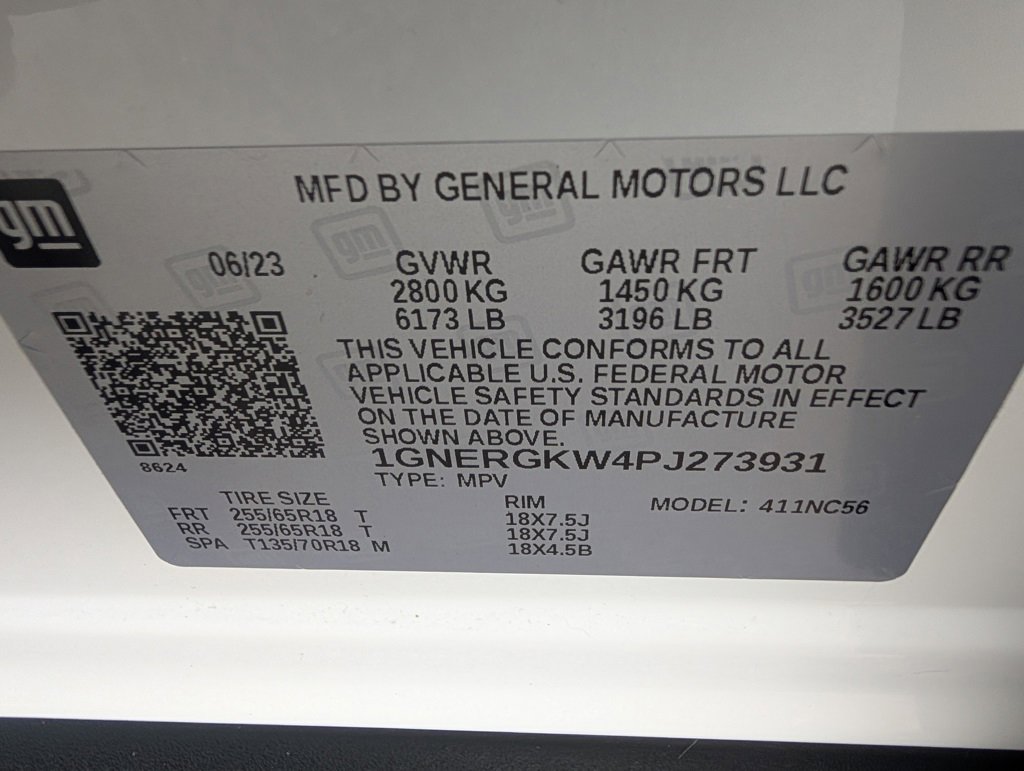 MFD BY GENERAL MOTORS LLC
gm
06/23 GVWR GAWR FRT GAWR RR
2800 KG 1450 KG 1600 KG
6173 LB 3196 LB 3527 LB
THIS VEHICLE CONFORMS TO ALL
APPLICABLE U.S. FEDERAL MOTOR
VEHICLE SAFETY STANDARDS IN EFFECT
ON THE DATE OF MANUFACTURE
SHOWN ABOVE.
1GNERGKW4PJ273931
8624
TYPE: MPV
TIRE SIZE RIM MODEL: 411NC56
FRT 255/65R18 T 18X7.5J
RR 255/65R18 T 18X7.5J
SPA T135/70R18 M 18X4.5B